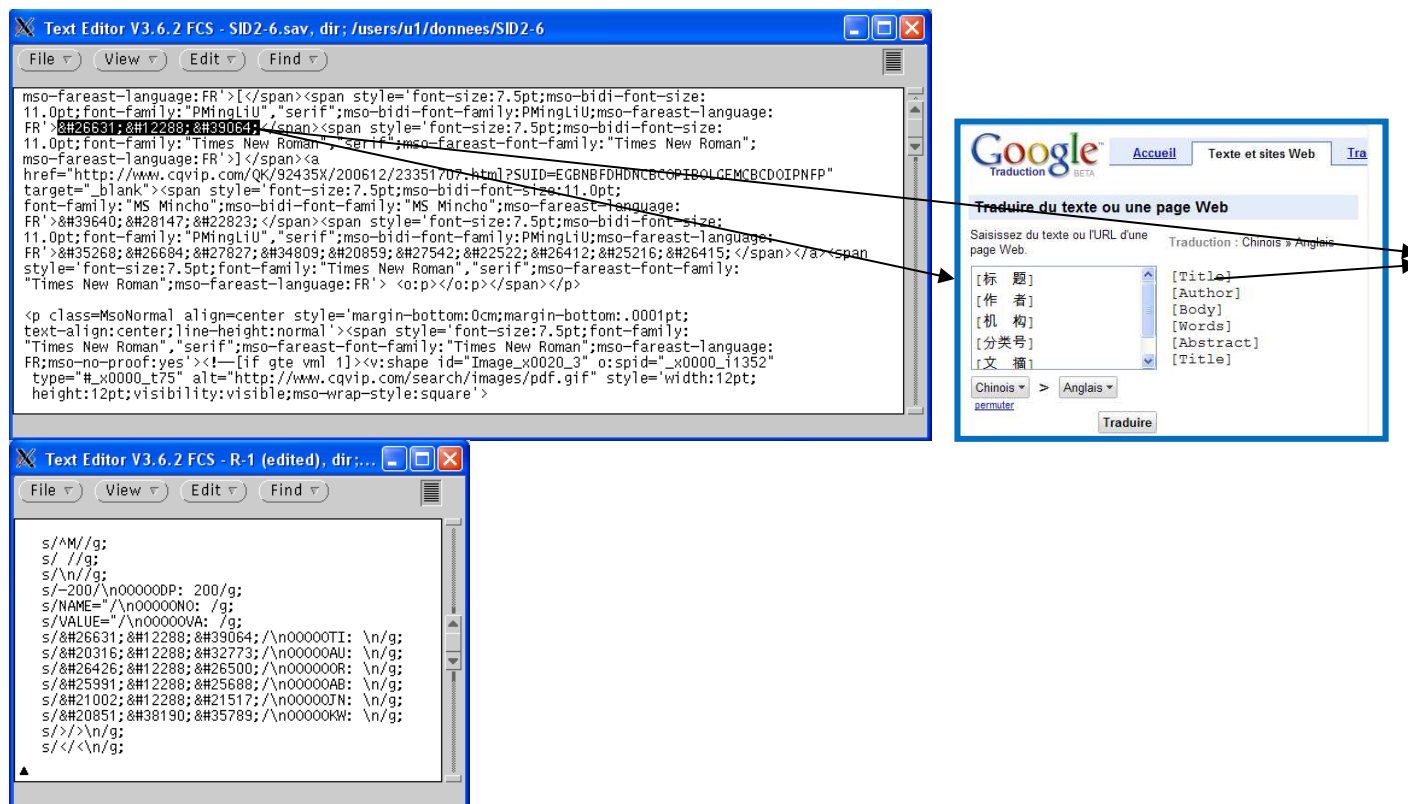 Text Editor V3.6.2 FCS - SID2-6.sav, dir; /users/u1/donnees/SID2-6
File View Edit Find
mso-fareast-language:FR'>[</span><span style='font-size:7.5pt;mso-bidi-font-size:
11.0pt;font-family:"PMingLiU","serif";mso-bidi-font-family:PMingLiU;mso-fareast-language:
FR'>&#26631;&#12288;&#39064;</span><span style='font-size:7.5pt;mso-bidi-font-size:
11.0pt;font-family:"Times New Roman","serif";mso-fareast-font-family:"Times New Roman";
mso-fareast-language:FR'>]</span><a
href="http://www.cqvip.com/QK/92435X/200612/23351707.html?SUID=EGBNBFDHDNCBCOPIBOLGEMCBCDOIPNFP"
target="_blank"><span style='font-size:7.5pt;mso-bidi-font-size:11.0pt;
font-family:"MS Mincho";mso-bidi-font-family:"MS Mincho";mso-fareast-language:
FR'>&#39640;&#28147;&#22823;</span><span style='font-size:7.5pt;mso-bidi-font-size:
11.0pt;font-family:"PMingLiU","serif";mso-bidi-font-family:PMingLiU;mso-fareast-language:
FR'>&#35268;&#26684;&#27827;&#34809;&#20859;&#27542;&#22522;&#26412;&#25216;&#26415;</span></a><span
style='font-size:7.5pt;font-family:"Times New Roman","serif";mso-fareast-font-family:
"Times New Roman";mso-fareast-language:FR'> <o:p></o:p></span></p>
<p class=MsoNormal align=center style='margin-bottom:0cm;margin-bottom:.0001pt;
text-align:center;line-height:normal'><span style='font-size:7.5pt;font-family:
"Times New Roman","serif";mso-fareast-font-family:"Times New Roman";mso-fareast-language:
FR;mso-no-proof:yes'><!--[if gte vml 1]><v:shape id="Image_x0020_3" o:spid="_x0000_i1352"
type="#_x0000_t75" alt="http://www.cqvip.com/search/images/pdf.gif" style='width:12pt;
height:12pt;visibility:visible;mso-wrap-style:square'>
Google™
Traduction BETA
Accueil Texte et sites Web Tra
Traduire du texte ou une page Web
Saisissez du texte ou l'URL d'une
page Web.
Traduction : Chinois » Anglais
[标　题]
[作　者]
[机　构]
[分类号]
[文　摘]
[Title]
[Author]
[Body]
[Words]
[Abstract]
[Title]
Chinois > Anglais
permuter
Traduire
Text Editor V3.6.2 FCS - R-1 (edited), dir;...
File View Edit Find
s/^M//g;
s/ //g;
s/\n//g;
s/-200/\n00000DP: 200/g;
s/NAME="/\n00000NO: /g;
s/VALUE="/\n00000VA: /g;
s/&#26631;&#12288;&#39064;/\n00000TI: \n/g;
s/&#20316;&#12288;&#32773;/\n00000AU: \n/g;
s/&#26426;&#12288;&#26500;/\n00000OR: \n/g;
s/&#25991;&#12288;&#25688;/\n00000AB: \n/g;
s/&#21002;&#12288;&#21517;/\n00000JN: \n/g;
s/&#20851;&#38190;&#35789;/\n00000KW: \n/g;
s/>/>\n/g;
s/</<\n/g;